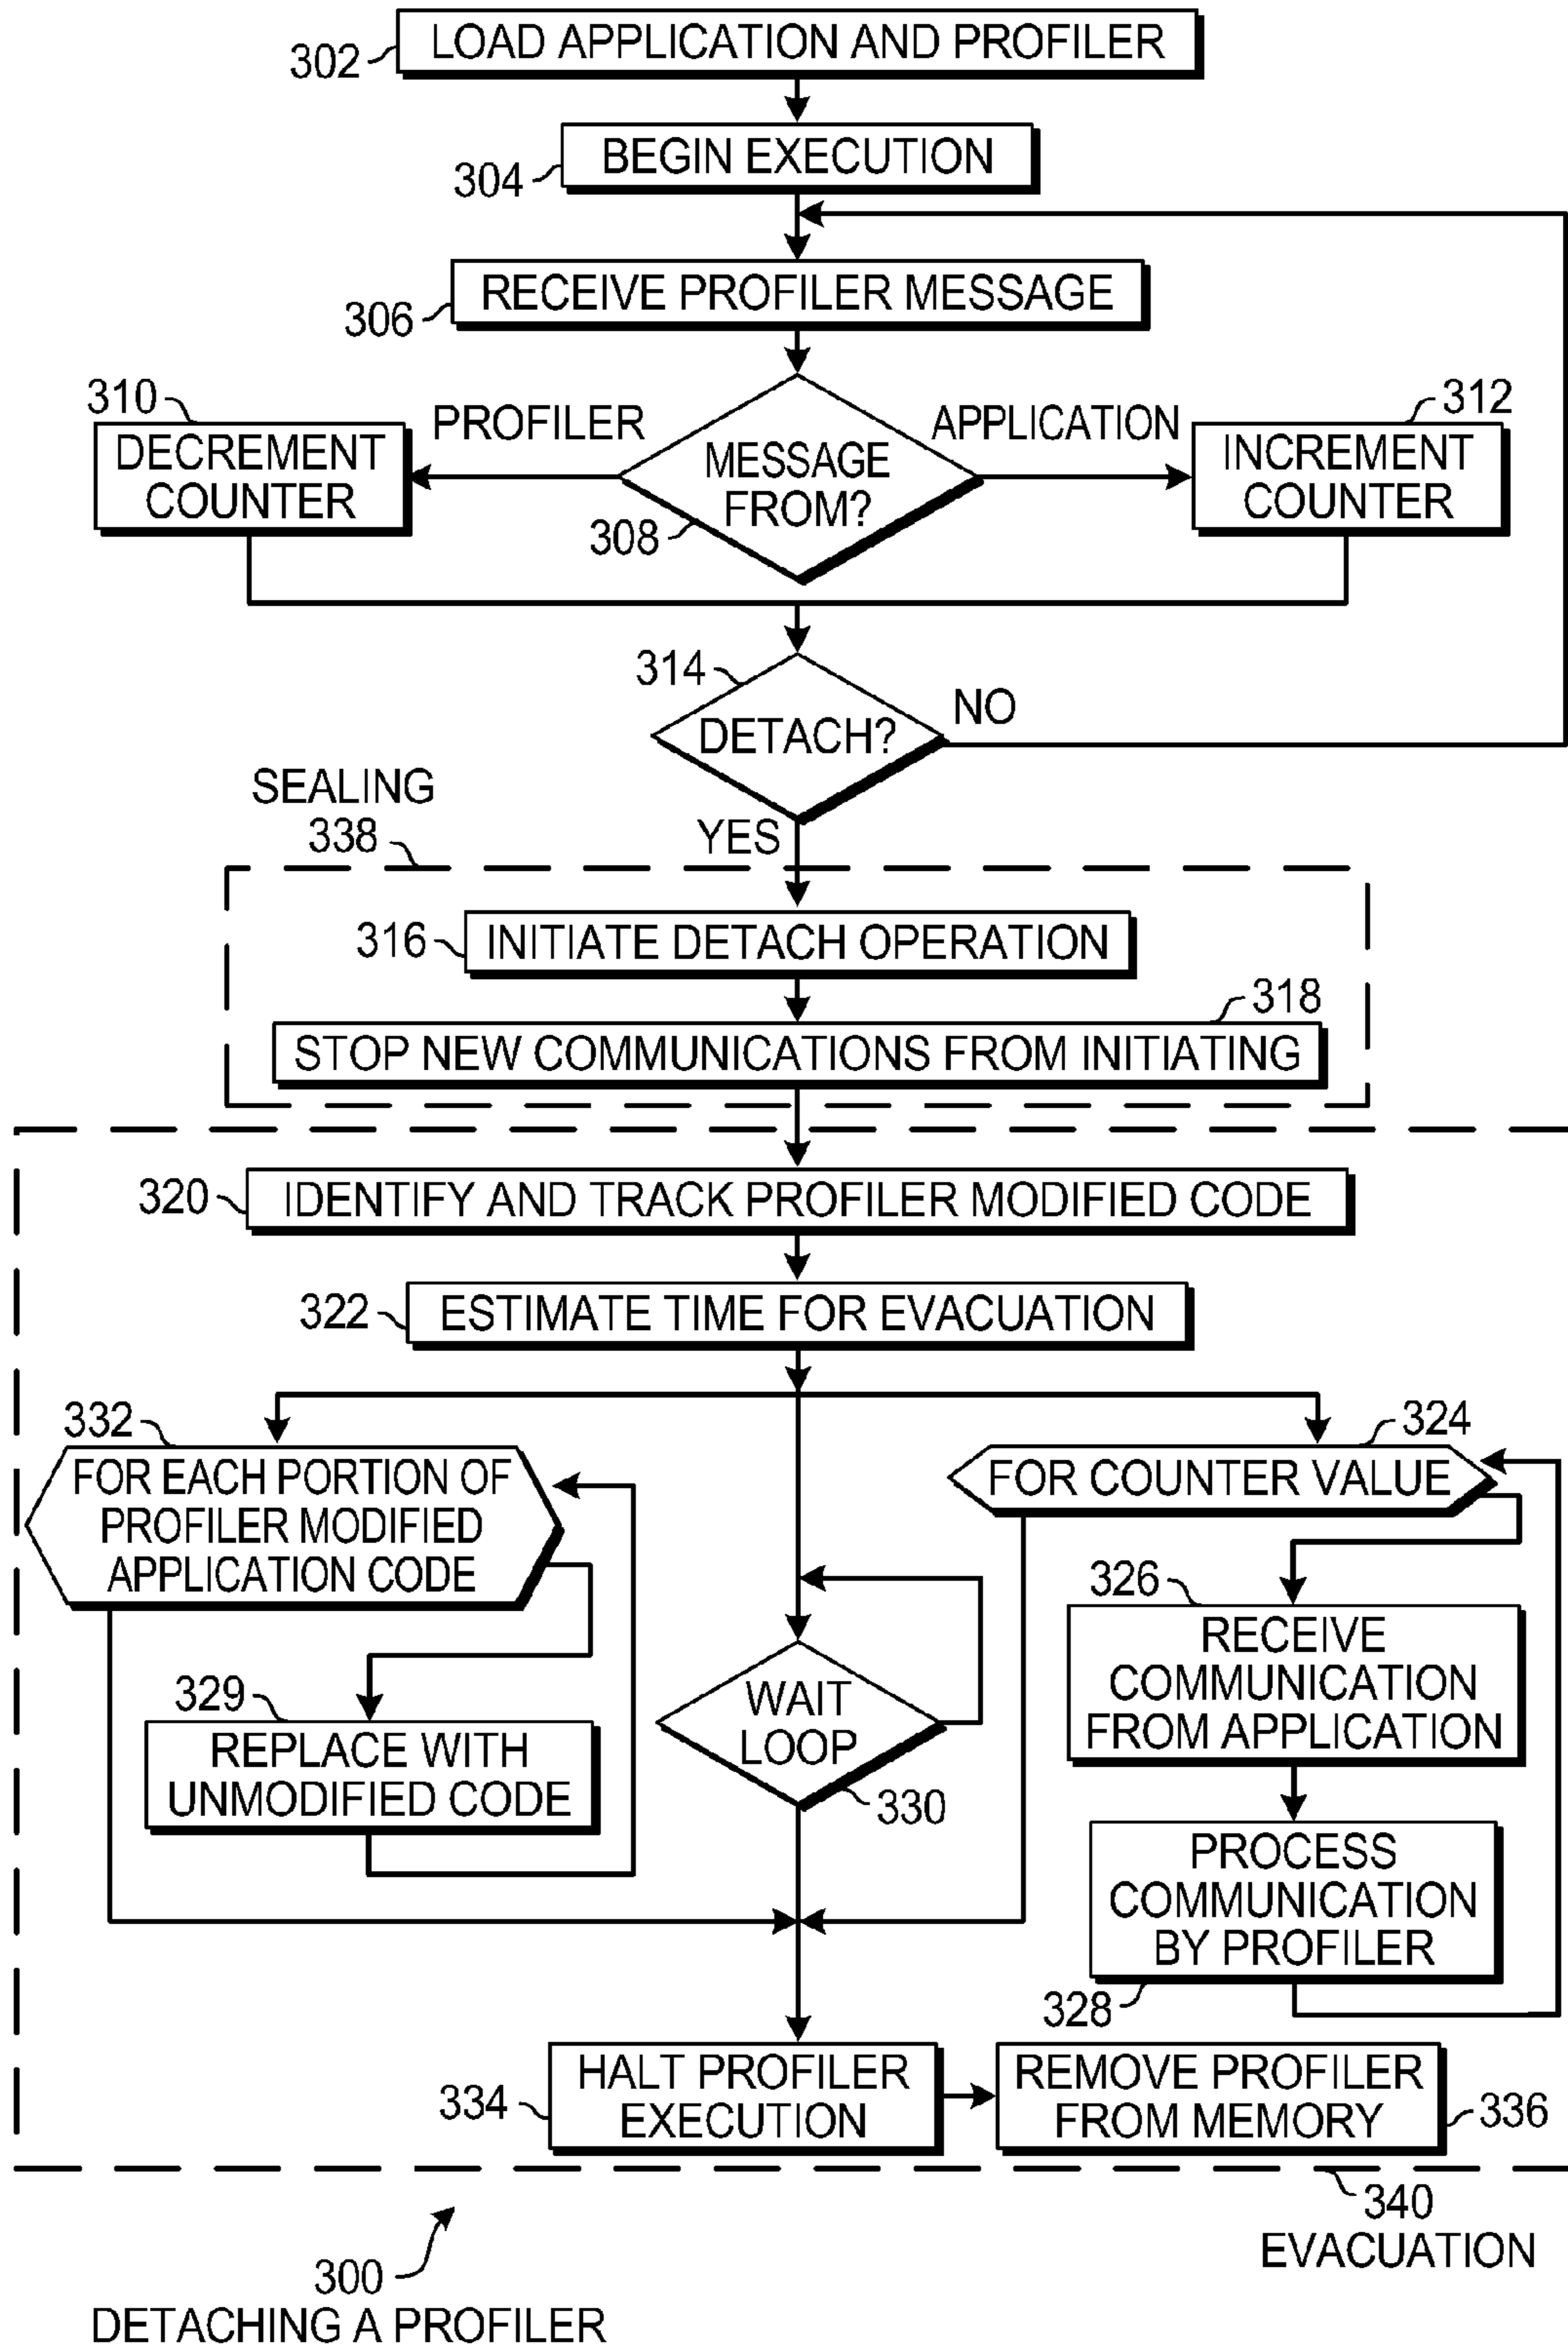 LOAD APPLICATION AND PROFILER
302
BEGIN EXECUTION
304
RECEIVE PROFILER MESSAGE
306
310
PROFILER
APPLICATION
312
DECREMENT
COUNTER
MESSAGE
FROM?
308
INCREMENT
COUNTER
314
DETACH?
NO
SEALING
338
YES
316
INITIATE DETACH OPERATION
318
STOP NEW COMMUNICATIONS FROM INITIATING
320
IDENTIFY AND TRACK PROFILER MODIFIED CODE
322
ESTIMATE TIME FOR EVACUATION
332
FOR EACH PORTION OF
PROFILER MODIFIED
APPLICATION CODE
324
FOR COUNTER VALUE
326
RECEIVE
COMMUNICATION
FROM APPLICATION
329
REPLACE WITH
UNMODIFIED CODE
WAIT
LOOP
330
PROCESS
COMMUNICATION
BY PROFILER
328
334
HALT PROFILER
EXECUTION
REMOVE PROFILER
FROM MEMORY
336
340
EVACUATION
300
DETACHING A PROFILER